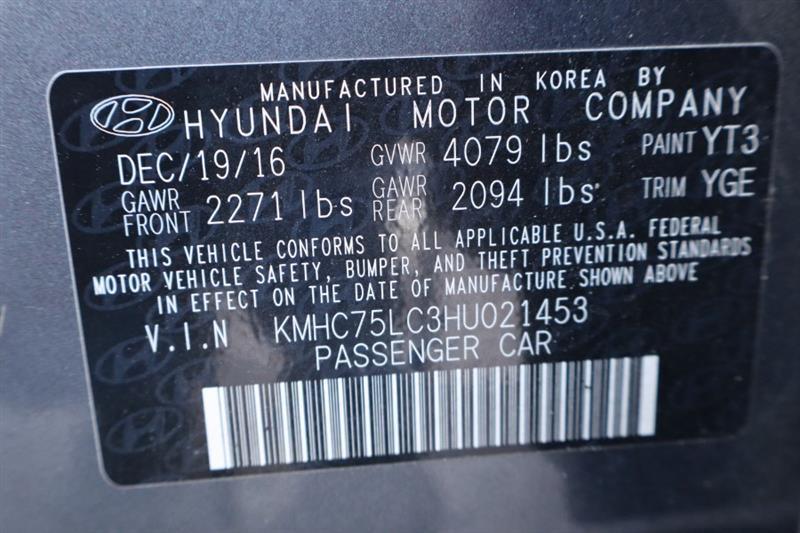 MANUFACTURED IN KOREA BY
HYUNDAI MOTOR COMPANY
DEC/19/16 GVWR 4079 lbs PAINT YT3
GAWR FRONT 2271 lbs GAWR REAR 2094 lbs TRIM YGE
THIS VEHICLE CONFORMS TO ALL APPLICABLE U.S.A. FEDERAL
MOTOR VEHICLE SAFETY, BUMPER, AND THEFT PREVENTION STANDARDS
IN EFFECT ON THE DATE OF MANUFACTURE SHOWN ABOVE
V.I.N KMHC75LC3HU021453
PASSENGER CAR